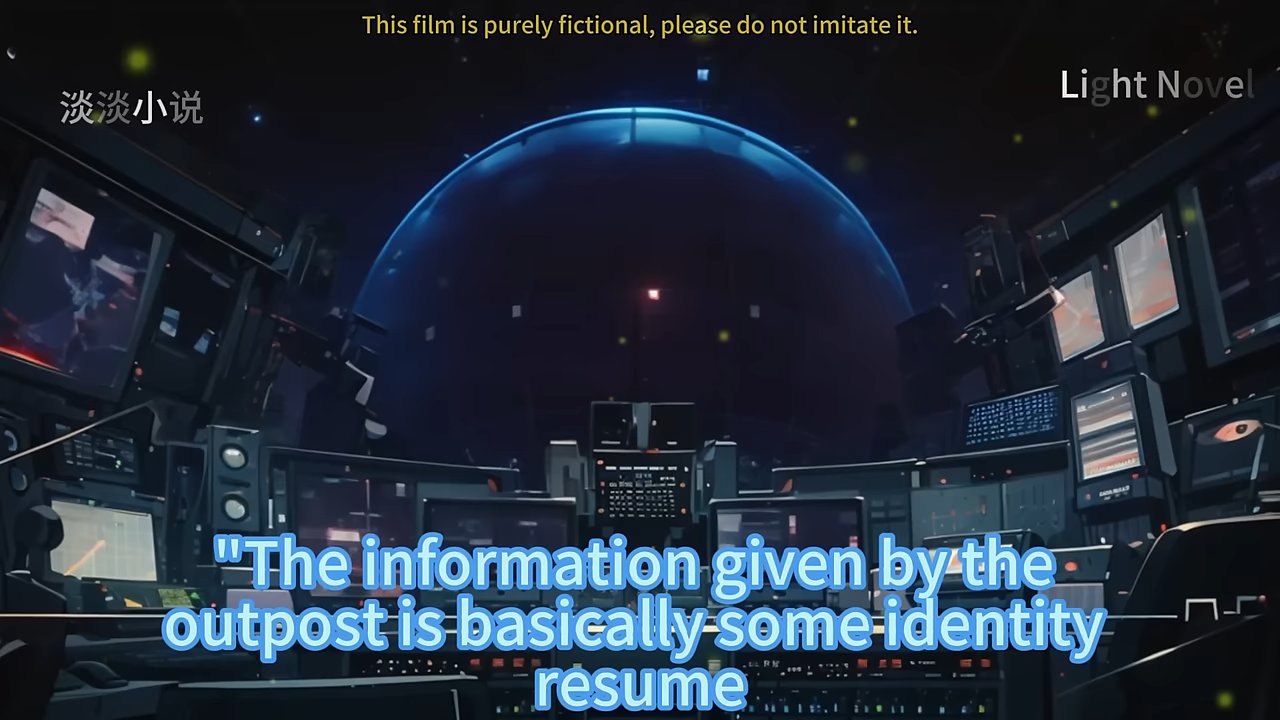 This film is purely fictional, please do not imitate it.
淡淡小说
Light Novel
"The information given by the
outpost is basically some identity
resume